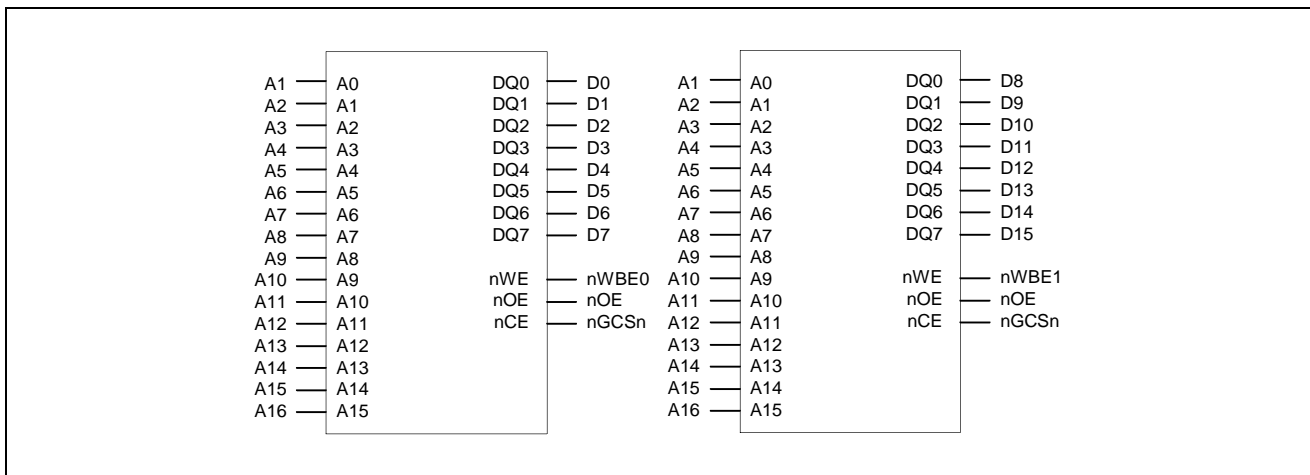 A1 A0 DQ0 D0 A1 A0 DQ0 D8
A2 A1 DQ1 D1 A2 A1 DQ1 D9
A3 A2 DQ2 D2 A3 A2 DQ2 D10
A4 A3 DQ3 D3 A4 A3 DQ3 D11
A5 A4 DQ4 D4 A5 A4 DQ4 D12
A6 A5 DQ5 D5 A6 A5 DQ5 D13
A7 A6 DQ6 D6 A7 A6 DQ6 D14
A8 A7 DQ7 D7 A8 A7 DQ7 D15
A9 A8 A9 A8
A10 A9 nWE nWBE0 A10 A9 nWE nWBE1
A11 A10 nOE nOE A11 A10 nOE nOE
A12 A11 nCE nGCSn A12 A11 nCE nGCSn
A13 A12 A13 A12
A14 A13 A14 A13
A15 A14 A15 A14
A16 A15 A16 A15